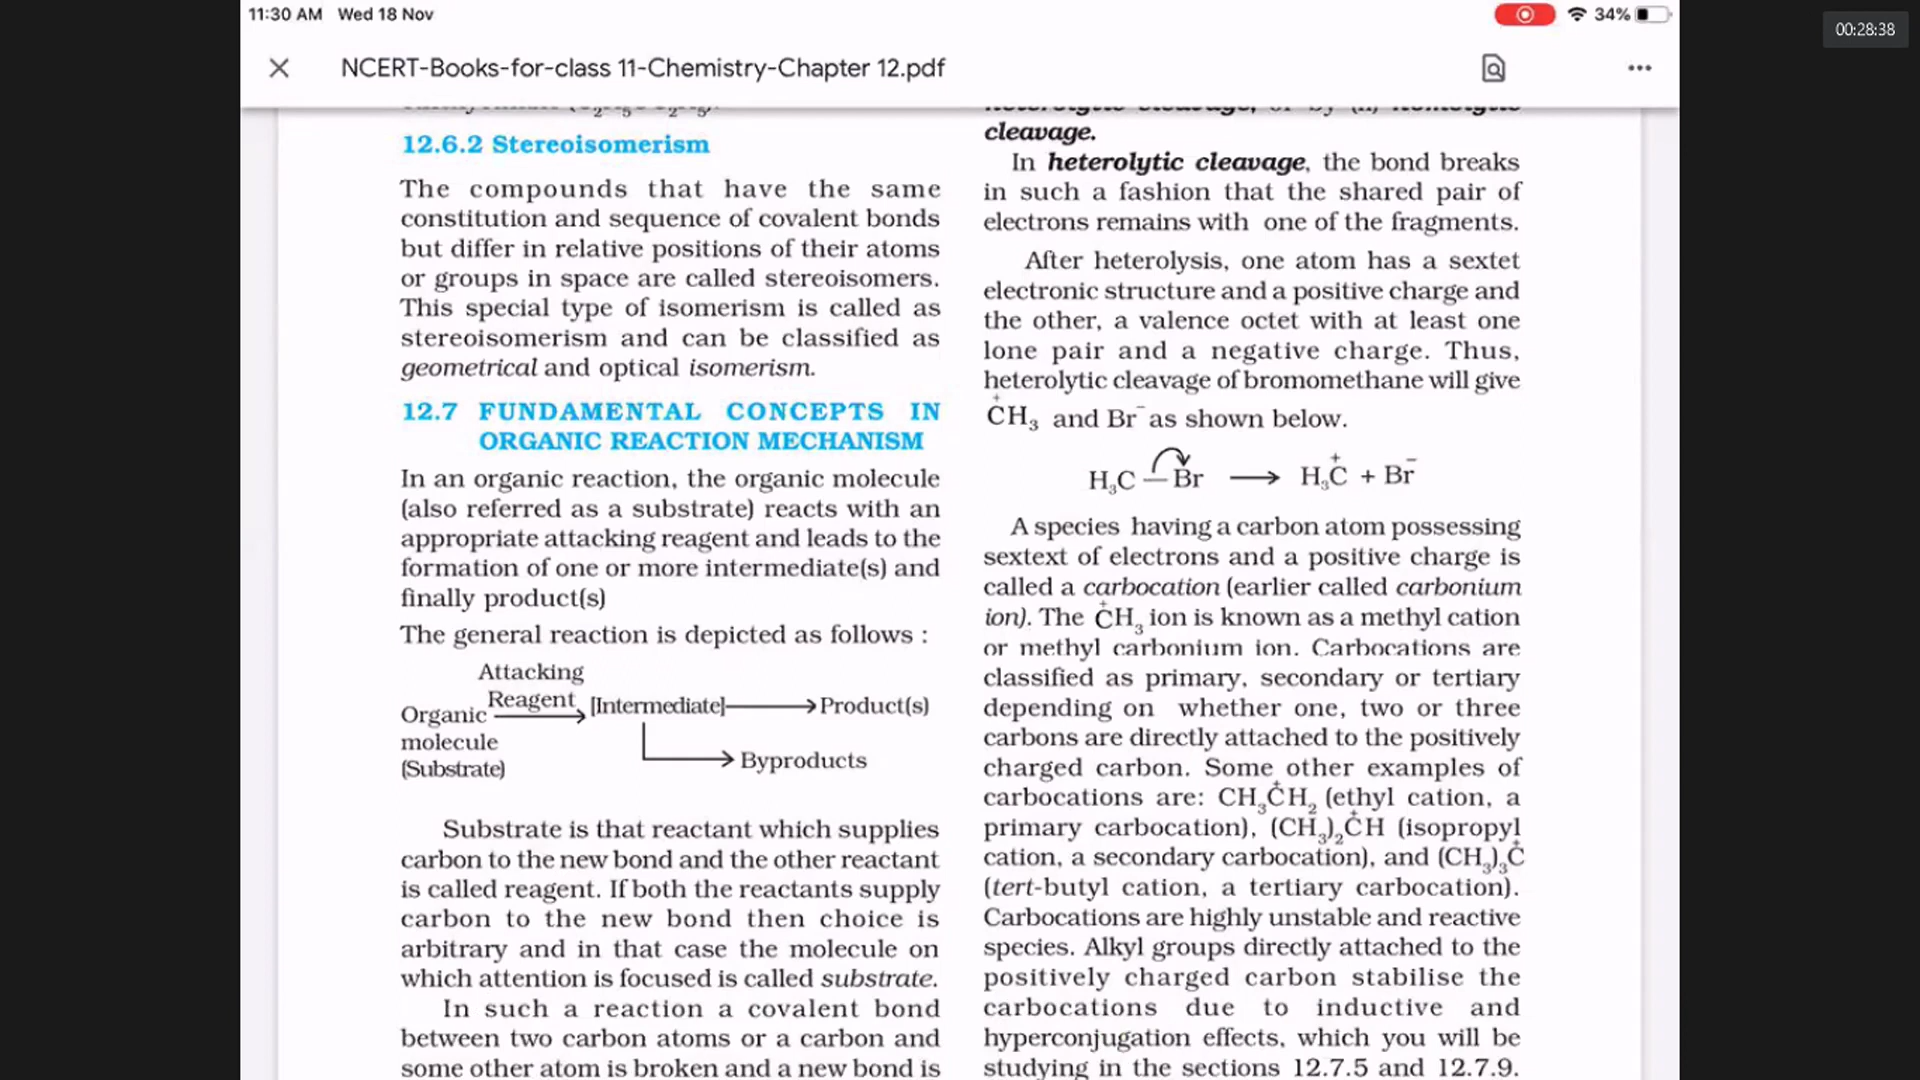 11:30 AM Wed 18 Nov
34%
00:28:38
NCERT-Books-for-class 11-Chemistry-Chapter 12.pdf
12.6.2 Stereoisomerism
The compounds that have the same
constitution and sequence of covalent bonds
but differ in relative positions of their atoms
or groups in space are called stereoisomers.
This special type of isomerism is called as
stereoisomerism and can be classified as
geometrical and optical isomerism.
12.7 FUNDAMENTAL CONCEPTS IN
ORGANIC REACTION MECHANISM
In an organic reaction, the organic molecule
(also referred as a substrate) reacts with an
appropriate attacking reagent and leads to the
formation of one or more intermediate(s) and
finally product(s)
The general reaction is depicted as follows :
Attacking
Reagent
Organic
molecule
(Substrate)
[Intermediate]
Product(s)
Byproducts
Substrate is that reactant which supplies
carbon to the new bond and the other reactant
is called reagent. If both the reactants supply
carbon to the new bond then choice is
arbitrary and in that case the molecule on
which attention is focused is called substrate.
In such a reaction a covalent bond
between two carbon atoms or a carbon and
some other atom is broken and a new bond is
heterolytic cleavage, or by (ii) homolytic
cleavage.
In heterolytic cleavage, the bond breaks
in such a fashion that the shared pair of
electrons remains with one of the fragments.
After heterolysis, one atom has a sextet
electronic structure and a positive charge and
the other, a valence octet with at least one
lone pair and a negative charge. Thus,
heterolytic cleavage of bromomethane will give
C⁺H₃ and Br⁻ as shown below.
H₃C — Br ⟶ H₃C⁺ + Br⁻
A species having a carbon atom possessing
sextext of electrons and a positive charge is
called a carbocation (earlier called carbonium
ion). The C⁺H₃ ion is known as a methyl cation
or methyl carbonium ion. Carbocations are
classified as primary, secondary or tertiary
depending on whether one, two or three
carbons are directly attached to the positively
charged carbon. Some other examples of
carbocations are: CH₃C⁺H₂ (ethyl cation, a
primary carbocation), (CH₃)₂C⁺H (isopropyl
cation, a secondary carbocation), and (CH₃)₃C⁺
(tert-butyl cation, a tertiary carbocation).
Carbocations are highly unstable and reactive
species. Alkyl groups directly attached to the
positively charged carbon stabilise the
carbocations due to inductive and
hyperconjugation effects, which you will be
studying in the sections 12.7.5 and 12.7.9.